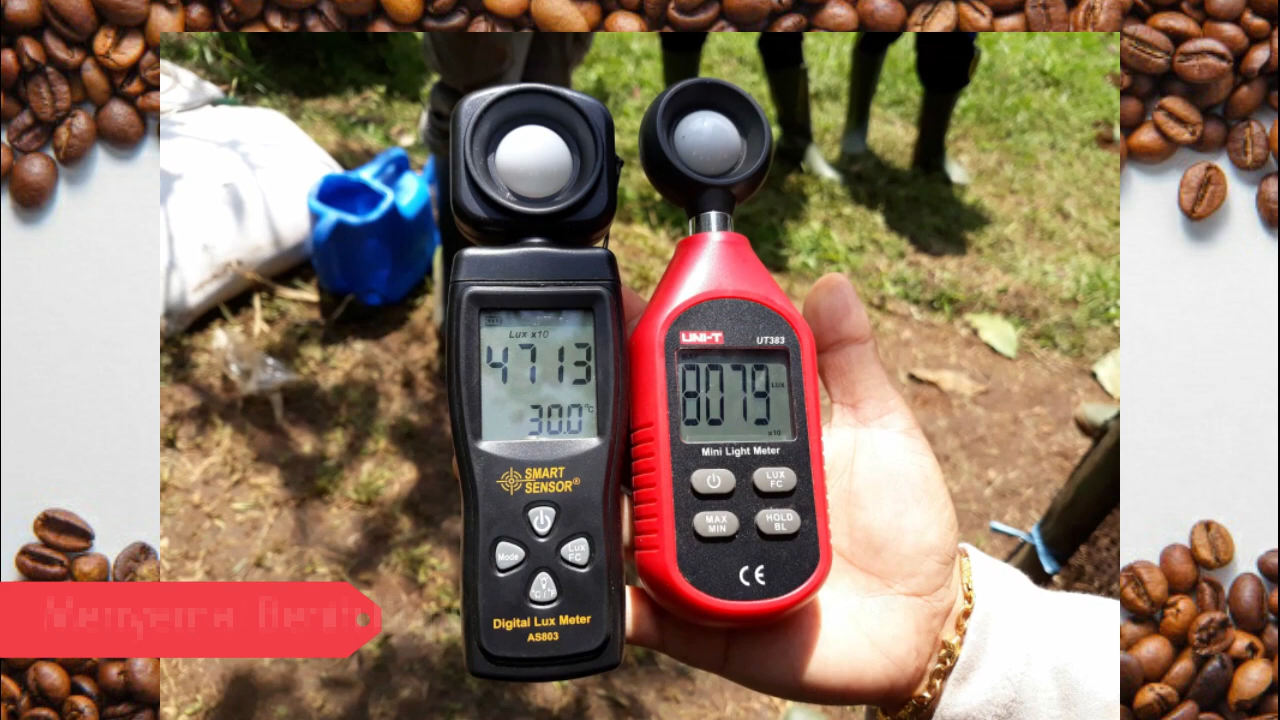 Lux x10
4713
30.0°C
SMART
SENSOR®
Mode
Lux
FC
°C/°F
Digital Lux Meter
AS803
UNI-T
UT383
8079 LUX
x10
Mini Light Meter
LUX
FC
MAX
MIN
HOLD
BL
CE